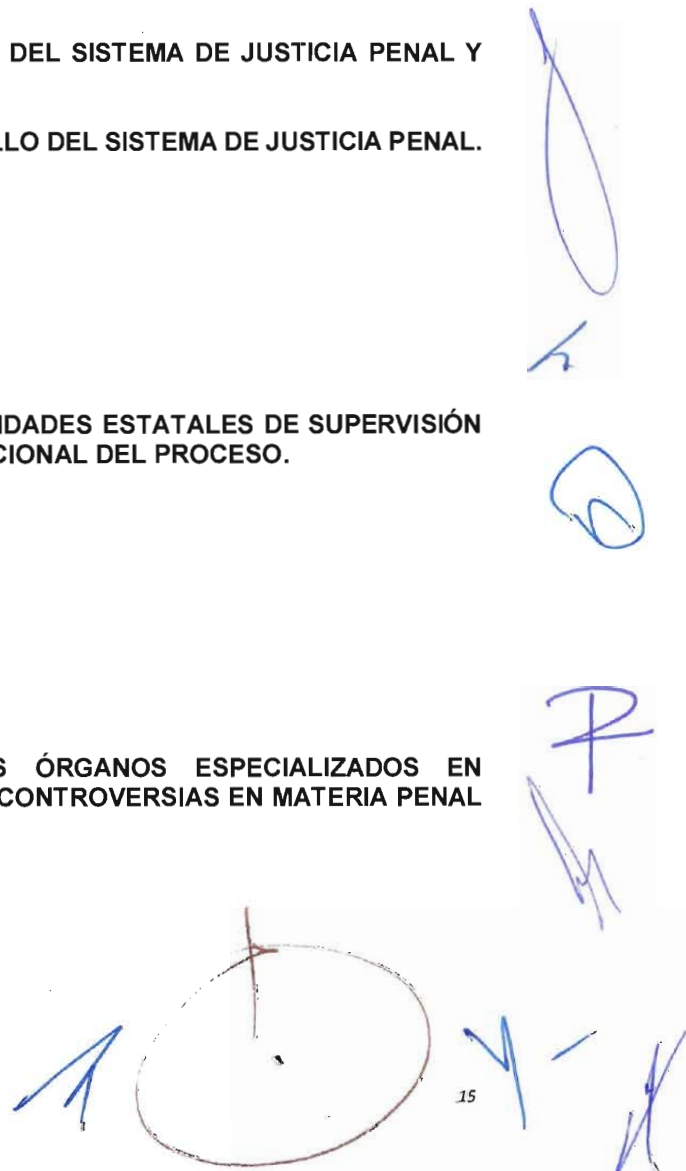 DEL SISTEMA DE JUSTICIA PENAL Y
LLO DEL SISTEMA DE JUSTICIA PENAL.
IDADES ESTATALES DE SUPERVISIÓN
CIONAL DEL PROCESO.
S ÓRGANOS ESPECIALIZADOS EN
CONTROVERSIAS EN MATERIA PENAL
15